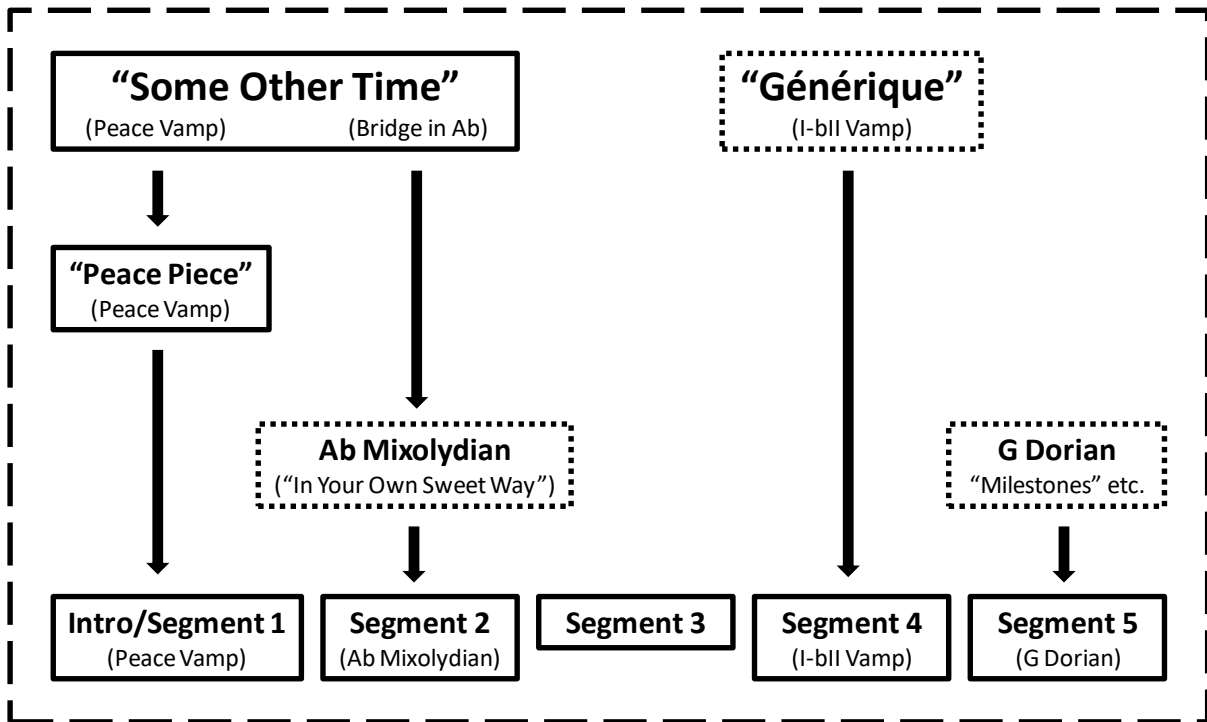 “Some Other Time”
(Peace Vamp) (Bridge in Ab)
“Générique”
(I-bII Vamp)
“Peace Piece”
(Peace Vamp)
Ab Mixolydian
(“In Your Own Sweet Way”)
G Dorian
“Milestones” etc.
Intro/Segment 1
(Peace Vamp)
Segment 2
(Ab Mixolydian)
Segment 3
Segment 4
(I-bII Vamp)
Segment 5
(G Dorian)